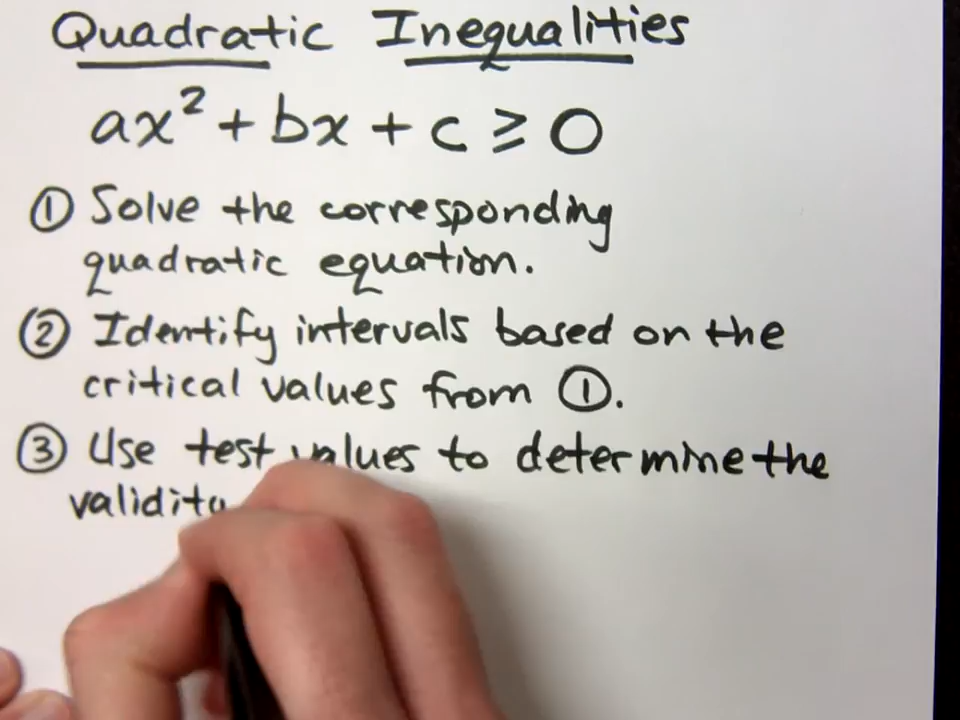 Quadratic Inequalities
ax² + bx + c ≥ 0
① Solve the corresponding
quadratic equation.
② Identify intervals based on the
critical values from ①.
③ Use test values to determine the
validity